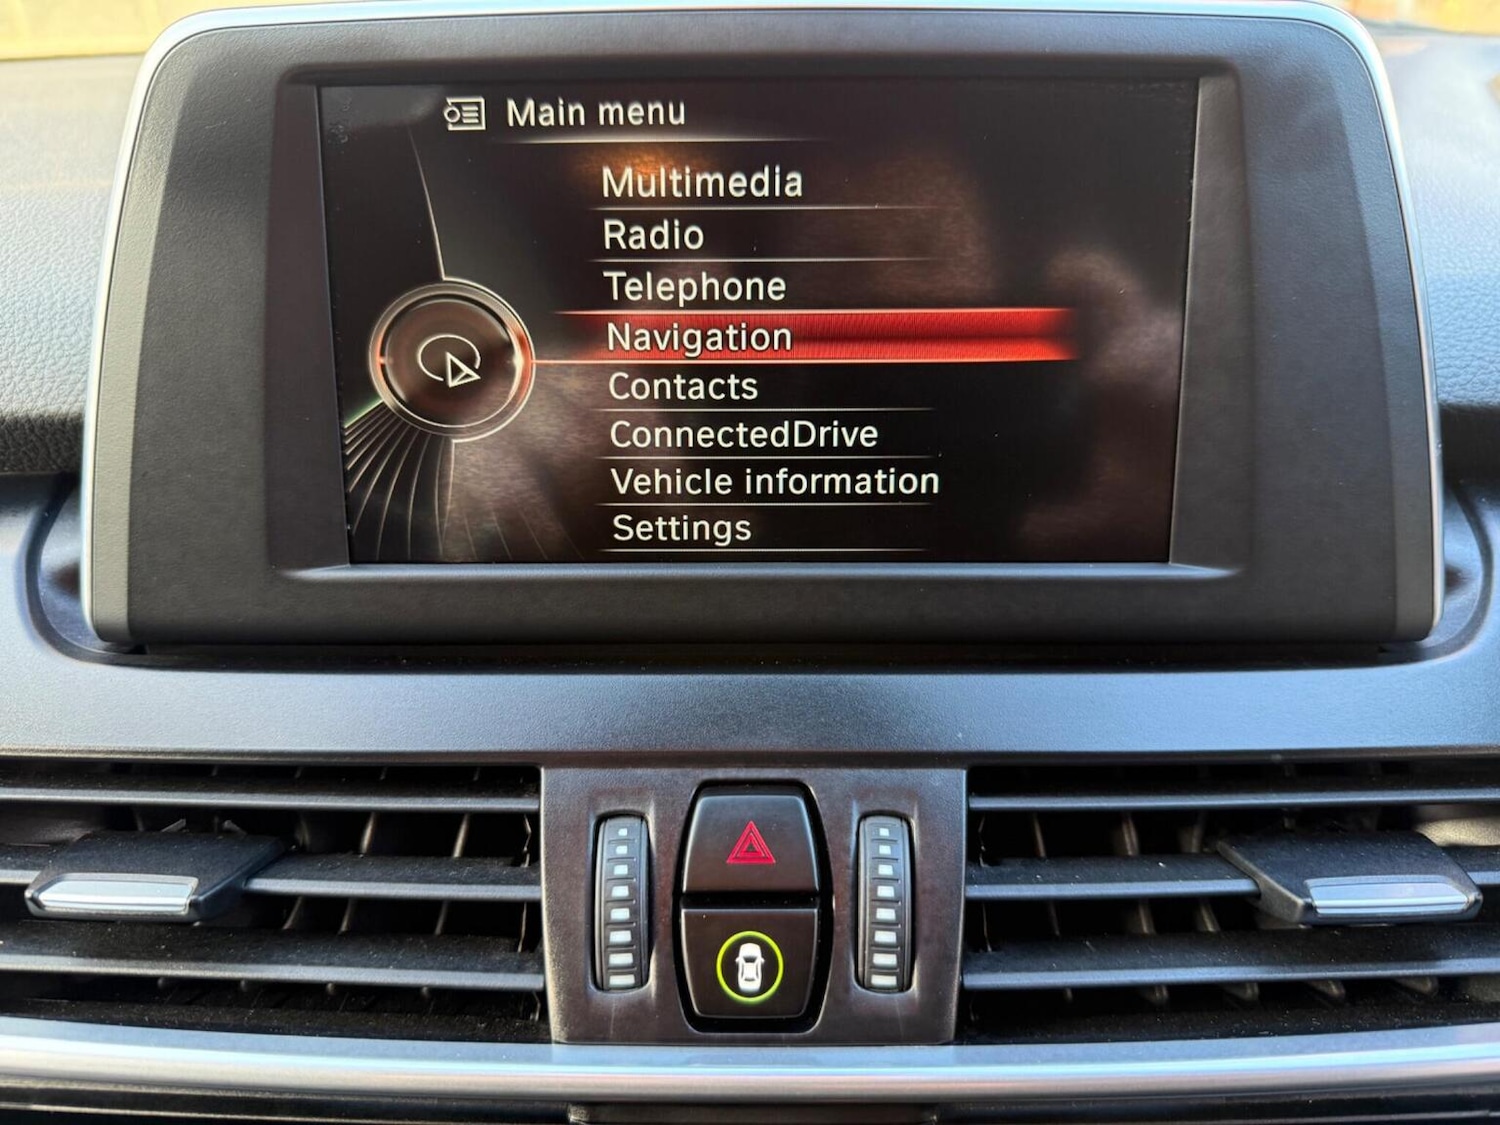 Main menu
Multimedia
Radio
Telephone
Navigation
Contacts
ConnectedDrive
Vehicle information
Settings